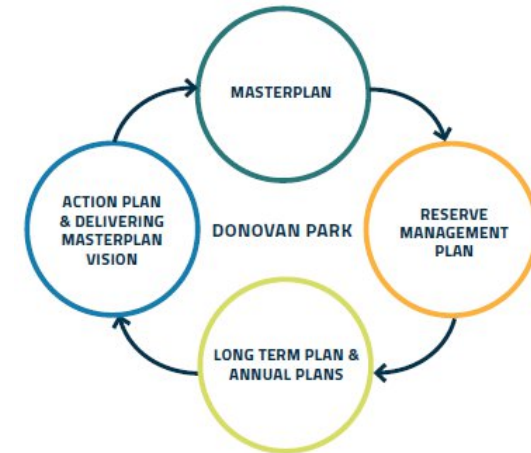 MASTERPLAN
ACTION PLAN
& DELIVERING
MASTERPLAN
VISION
DONOVAN PARK
RESERVE
MANAGEMENT
PLAN
LONG TERM PLAN &
ANNUAL PLANS